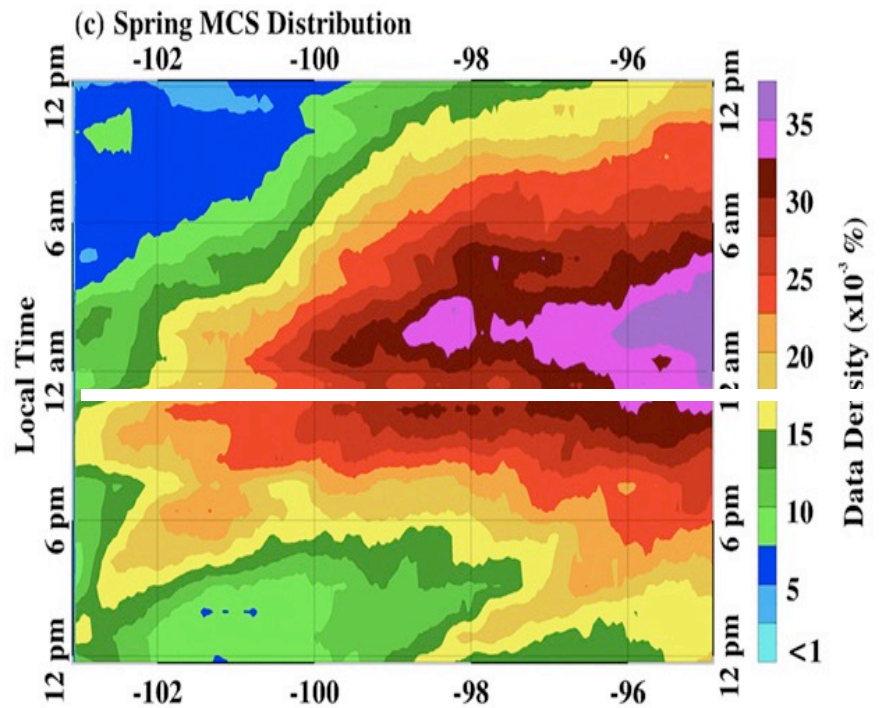 (c) Spring MCS Distribution
-102 -100 -98 -96
12 pm 12 pm
35
6 am 6 am
30
25
Local Time
Data Density (x10⁻³ %)
20
12 am 12 am
15
10
6 pm 6 pm
5
<1
12 pm 12 pm
-102 -100 -98 -96